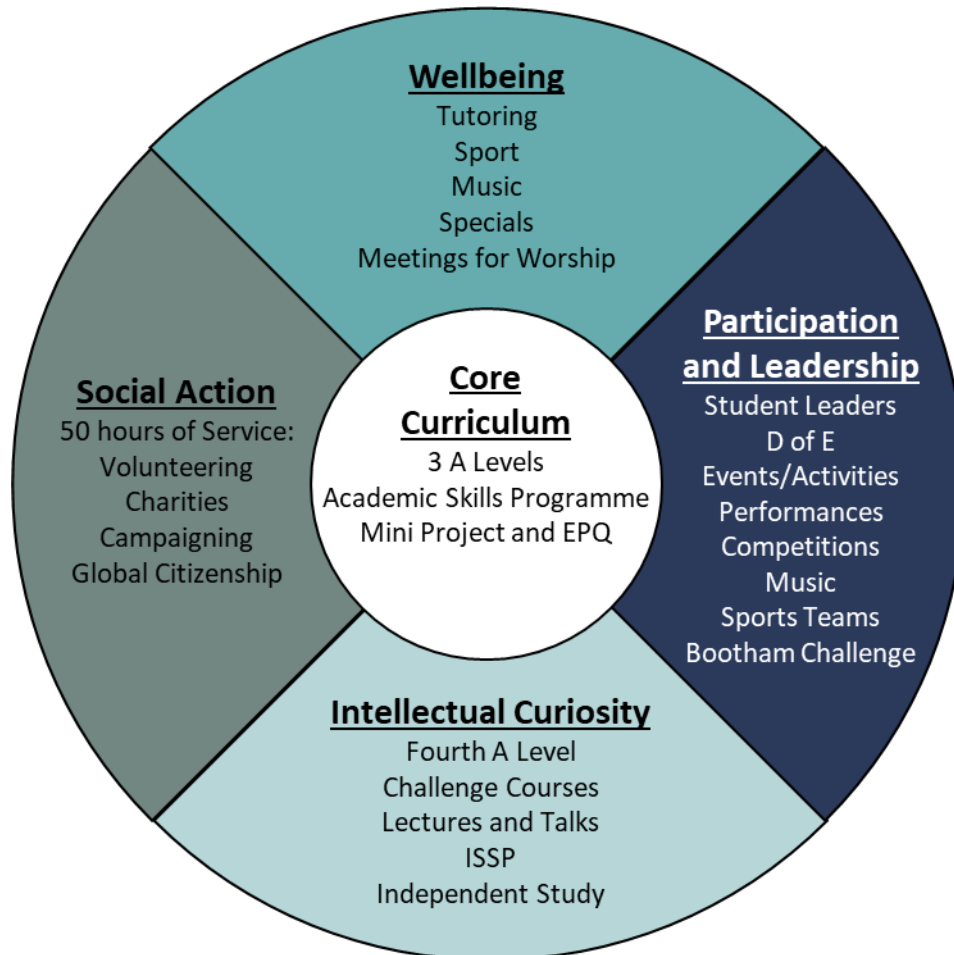 Wellbeing
Tutoring
Sport
Music
Specials
Meetings for Worship
Social Action
50 hours of Service:
Volunteering
Charities
Campaigning
Global Citizenship
Core
Curriculum
3 A Levels
Academic Skills Programme
Mini Project and EPQ
Participation
and Leadership
Student Leaders
D of E
Events/Activities
Performances
Competitions
Music
Sports Teams
Bootham Challenge
Intellectual Curiosity
Fourth A Level
Challenge Courses
Lectures and Talks
ISSP
Independent Study